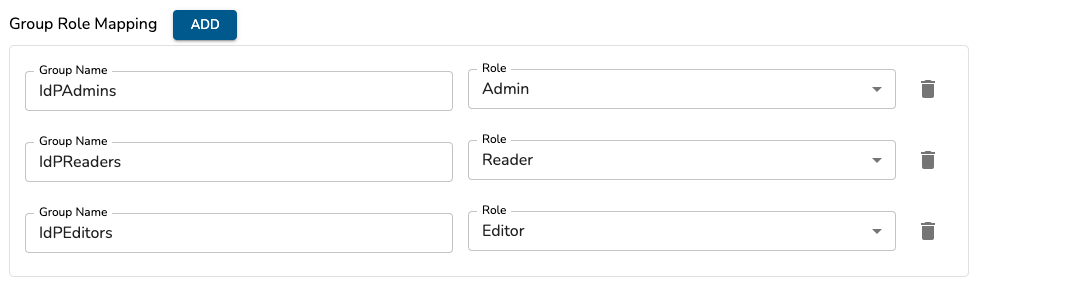 Group Role Mapping ADD
Group Name Role
IdPAdmins Admin
Group Name Role
IdPReaders Reader
Group Name Role
IdPEditors Editor